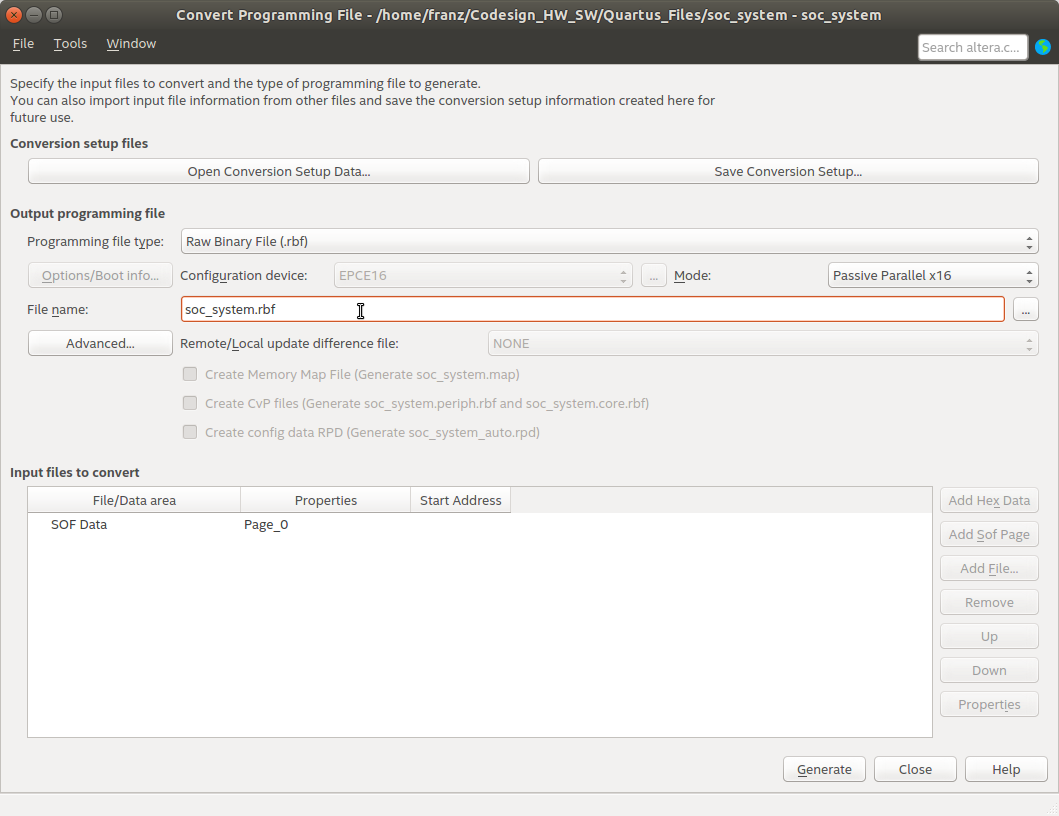 Convert Programming File - /home/franz/Codesign_HW_SW/Quartus_Files/soc_system - soc_system
File Tools Window Search altera.c...
Specify the input files to convert and the type of programming file to generate.
You can also import input file information from other files and save the conversion setup information created here for
future use.
Conversion setup files
Open Conversion Setup Data... Save Conversion Setup...
Output programming file
Programming file type: Raw Binary File (.rbf)
Options/Boot info... Configuration device: EPCE16 ... Mode: Passive Parallel x16
File name: soc_system.rbf ...
Advanced... Remote/Local update difference file: NONE
Create Memory Map File (Generate soc_system.map)
Create CvP files (Generate soc_system.periph.rbf and soc_system.core.rbf)
Create config data RPD (Generate soc_system_auto.rpd)
Input files to convert
File/Data area Properties Start Address Add Hex Data
SOF Data Page_0
Add Sof Page
Add File...
Remove
Up
Down
Properties
Generate Close Help